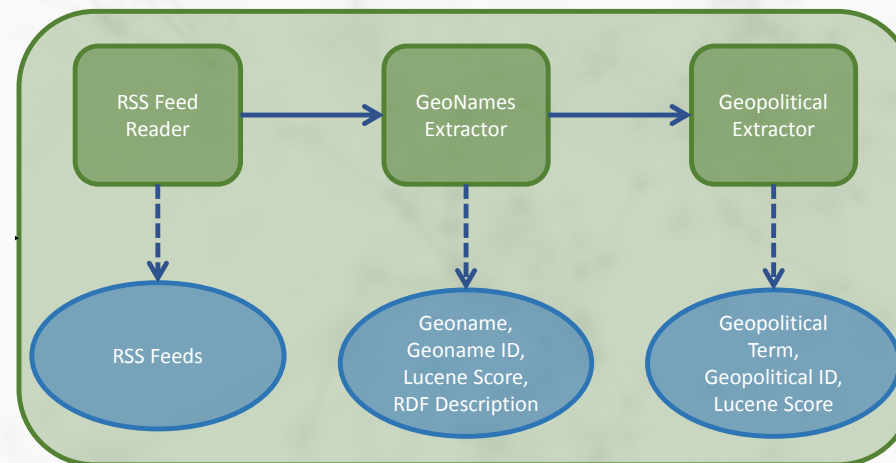 RSS Feed
Reader
GeoNames
Extractor
Geopolitical
Extractor
RSS Feeds
Geoname,
Geoname ID,
Lucene Score,
RDF Description
Geopolitical
Term,
Geopolitical ID,
Lucene Score